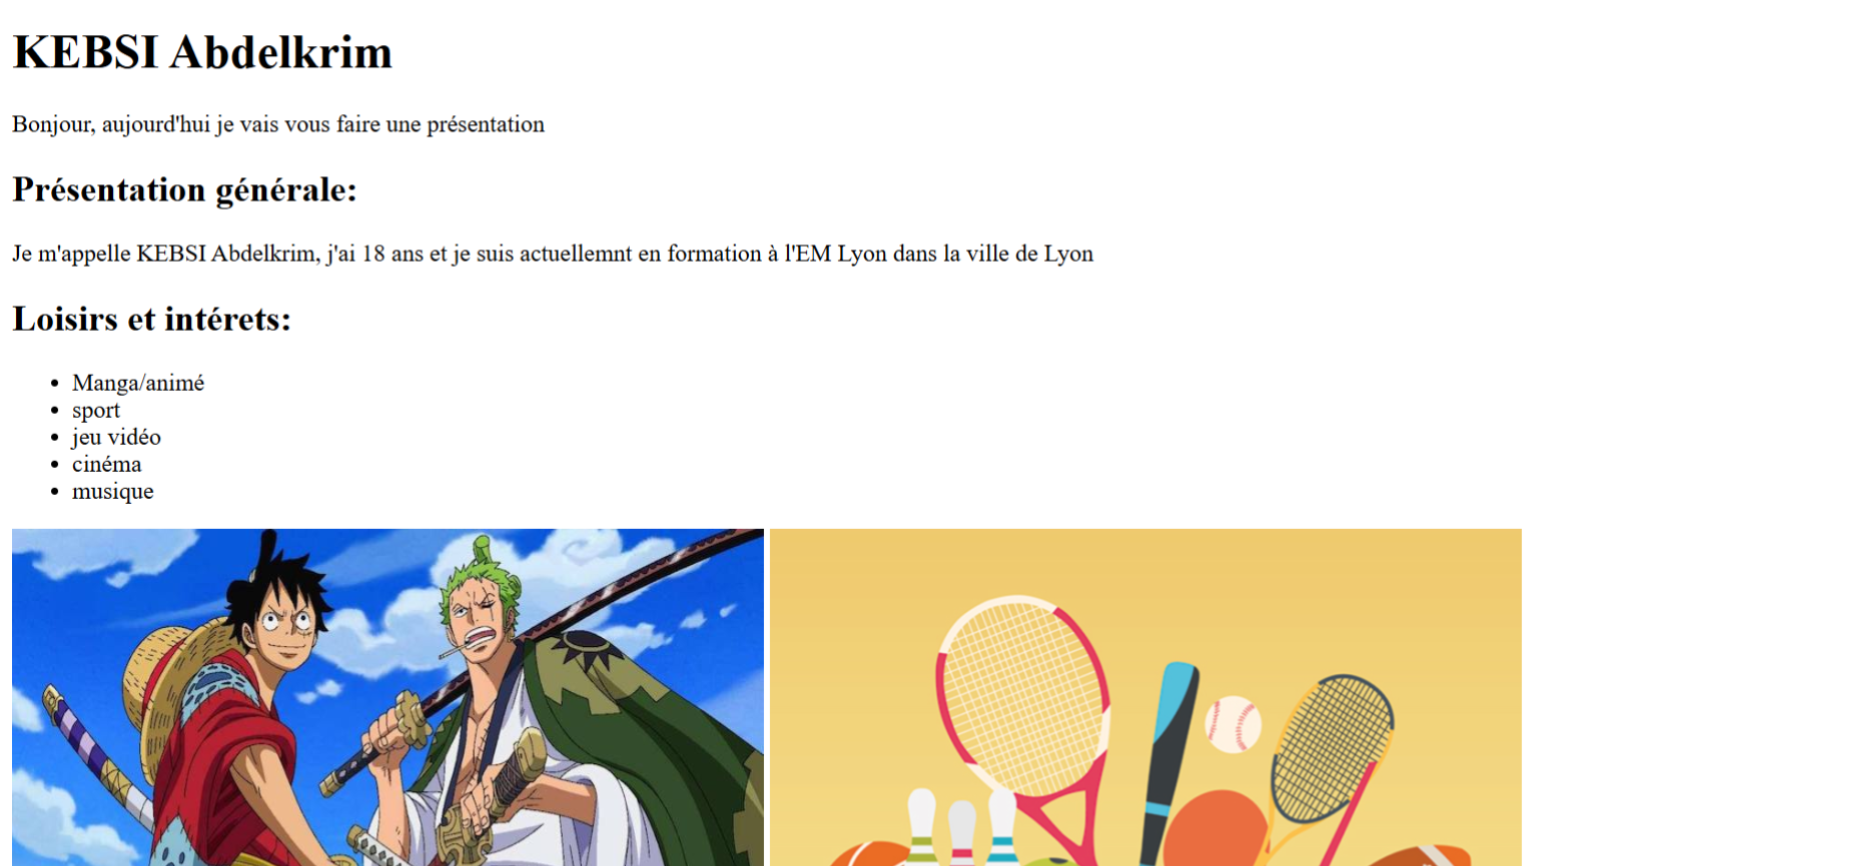 KEBSI Abdelkrim
Bonjour, aujourd'hui je vais vous faire une présentation
Présentation générale:
Je m'appelle KEBSI Abdelkrim, j'ai 18 ans et je suis actuellemnt en formation à l'EM Lyon dans la ville de Lyon
Loisirs et intérets:
• Manga/animé
• sport
• jeu vidéo
• cinéma
• musique